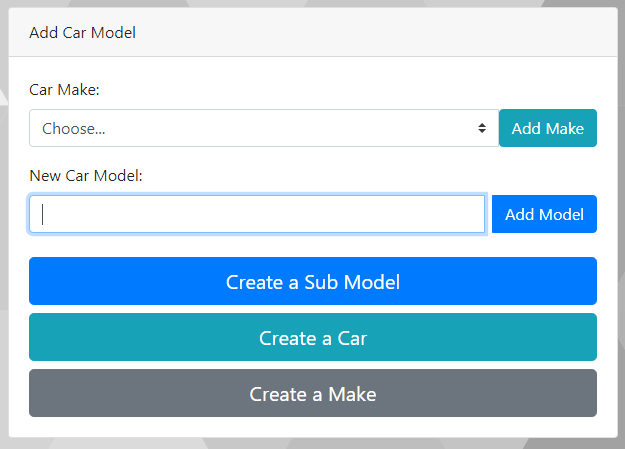 Add Car Model
Car Make:
Choose... Add Make
New Car Model:
Add Model
Create a Sub Model
Create a Car
Create a Make